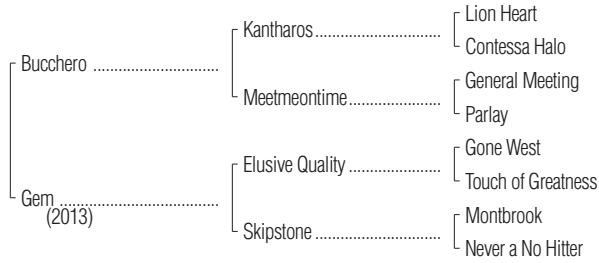 Lion Heart
Kantharos
Contessa Halo
Bucchero
General Meeting
Meetmeontime
Parlay
Gone West
Elusive Quality
Touch of Greatness
Gem
(2013)
Montbrook
Skipstone
Never a No Hitter